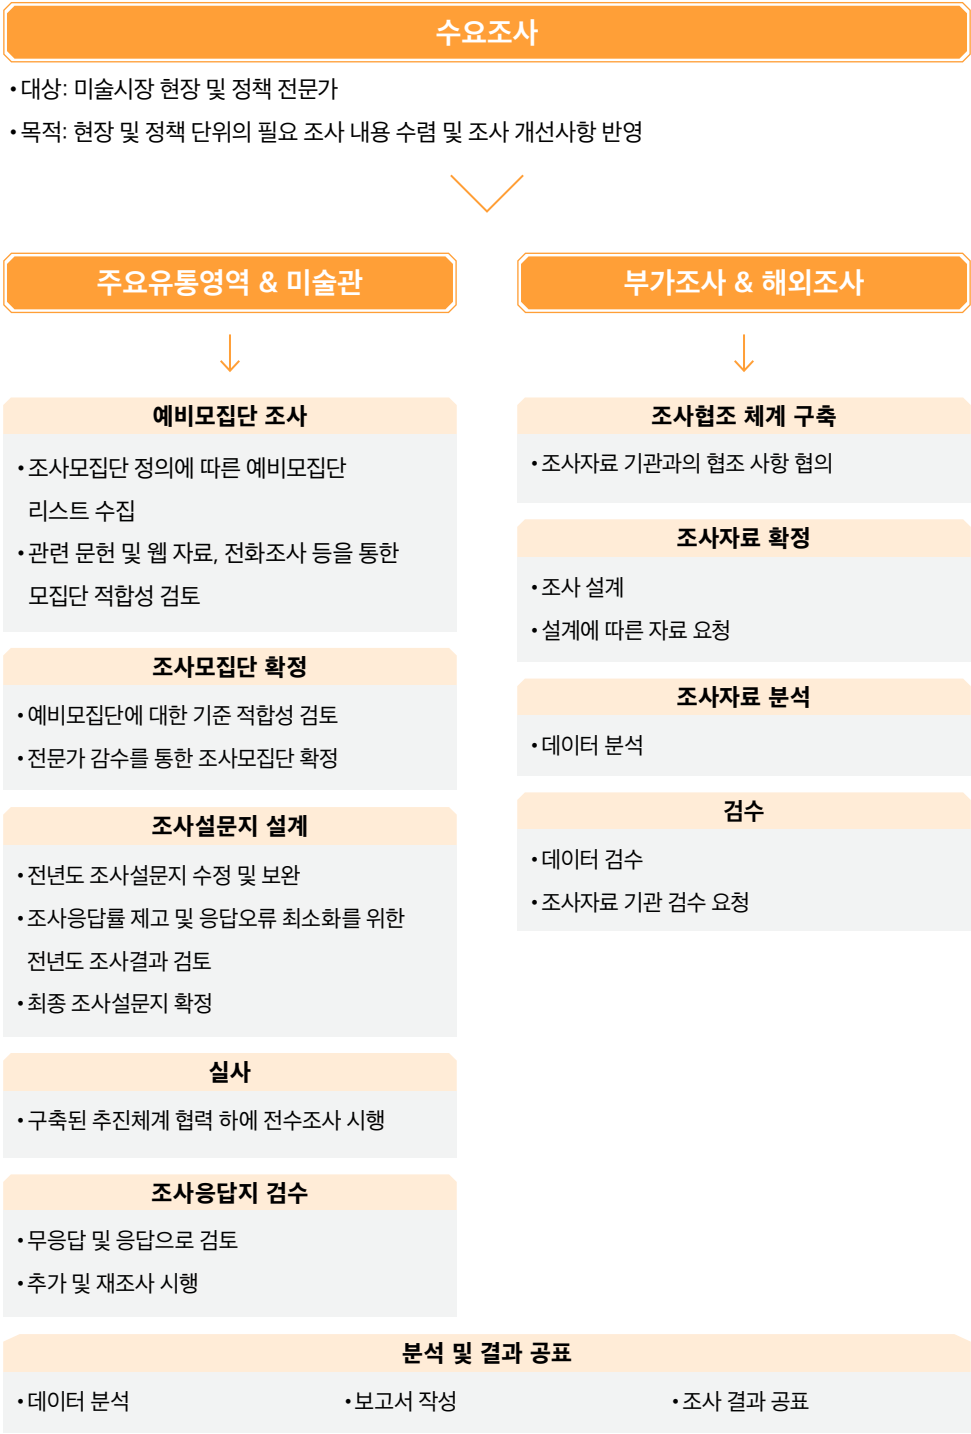 수요조사
• 대상: 미술시장 현장 및 정책 전문가
• 목적: 현장 및 정책 단위의 필요 조사 내용 수렴 및 조사 개선사항 반영
주요유통영역 & 미술관
예비모집단 조사
• 조사모집단 정의에 따른 예비모집단
리스트 수집
• 관련 문헌 및 웹 자료, 전화조사 등을 통한
모집단 적합성 검토
조사모집단 확정
• 예비모집단에 대한 기준 적합성 검토
• 전문가 감수를 통한 조사모집단 확정
조사설문지 설계
• 전년도 조사설문지 수정 및 보완
• 조사응답률 제고 및 응답오류 최소화를 위한
전년도 조사결과 검토
• 최종 조사설문지 확정
실사
• 구축된 추진체계 협력 하에 전수조사 시행
조사응답지 검수
• 무응답 및 응답으로 검토
• 추가 및 재조사 시행
부가조사 & 해외조사
조사협조 체계 구축
• 조사자료 기관과의 협조 사항 협의
조사자료 확정
• 조사 설계
• 설계에 따른 자료 요청
조사자료 분석
• 데이터 분석
검수
• 데이터 검수
• 조사자료 기관 검수 요청
분석 및 결과 공표
• 데이터 분석
• 보고서 작성
• 조사 결과 공표